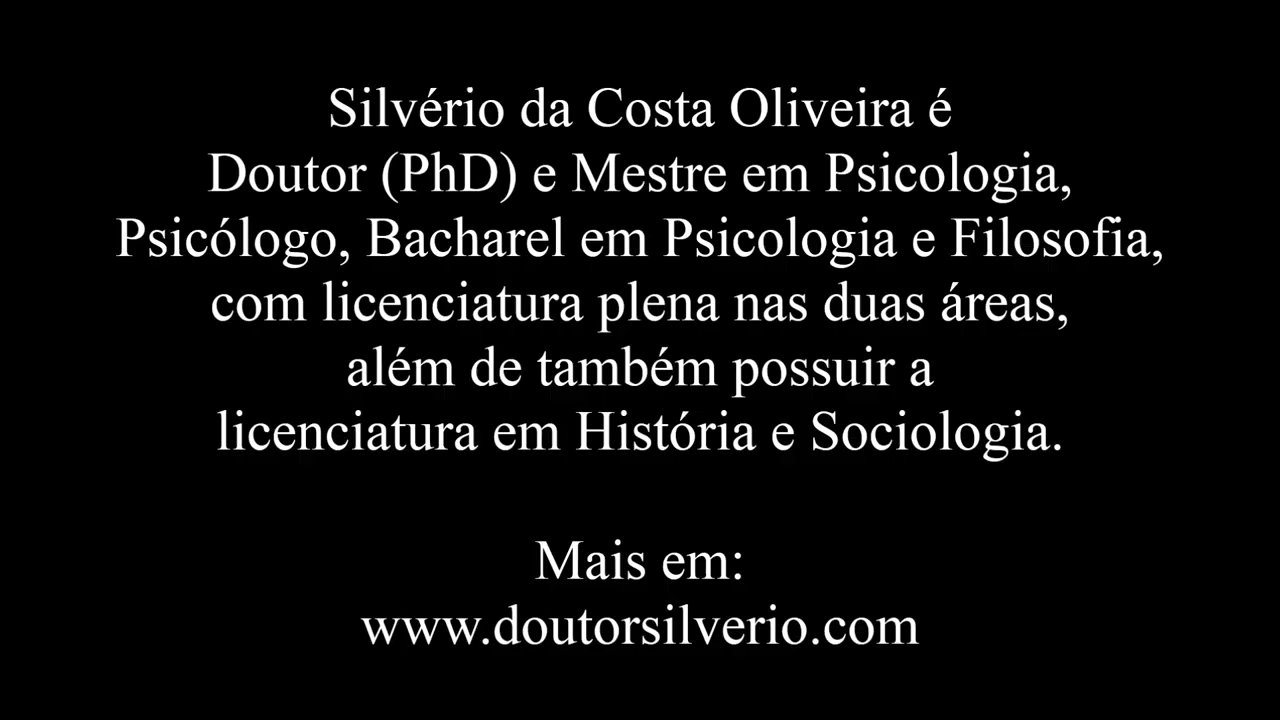 Silvério da Costa Oliveira é
Doutor (PhD) e Mestre em Psicologia,
Psicólogo, Bacharel em Psicologia e Filosofia,
com licenciatura plena nas duas áreas,
além de também possuir a
licenciatura em História e Sociologia.
Mais em:
www.doutorsilverio.com